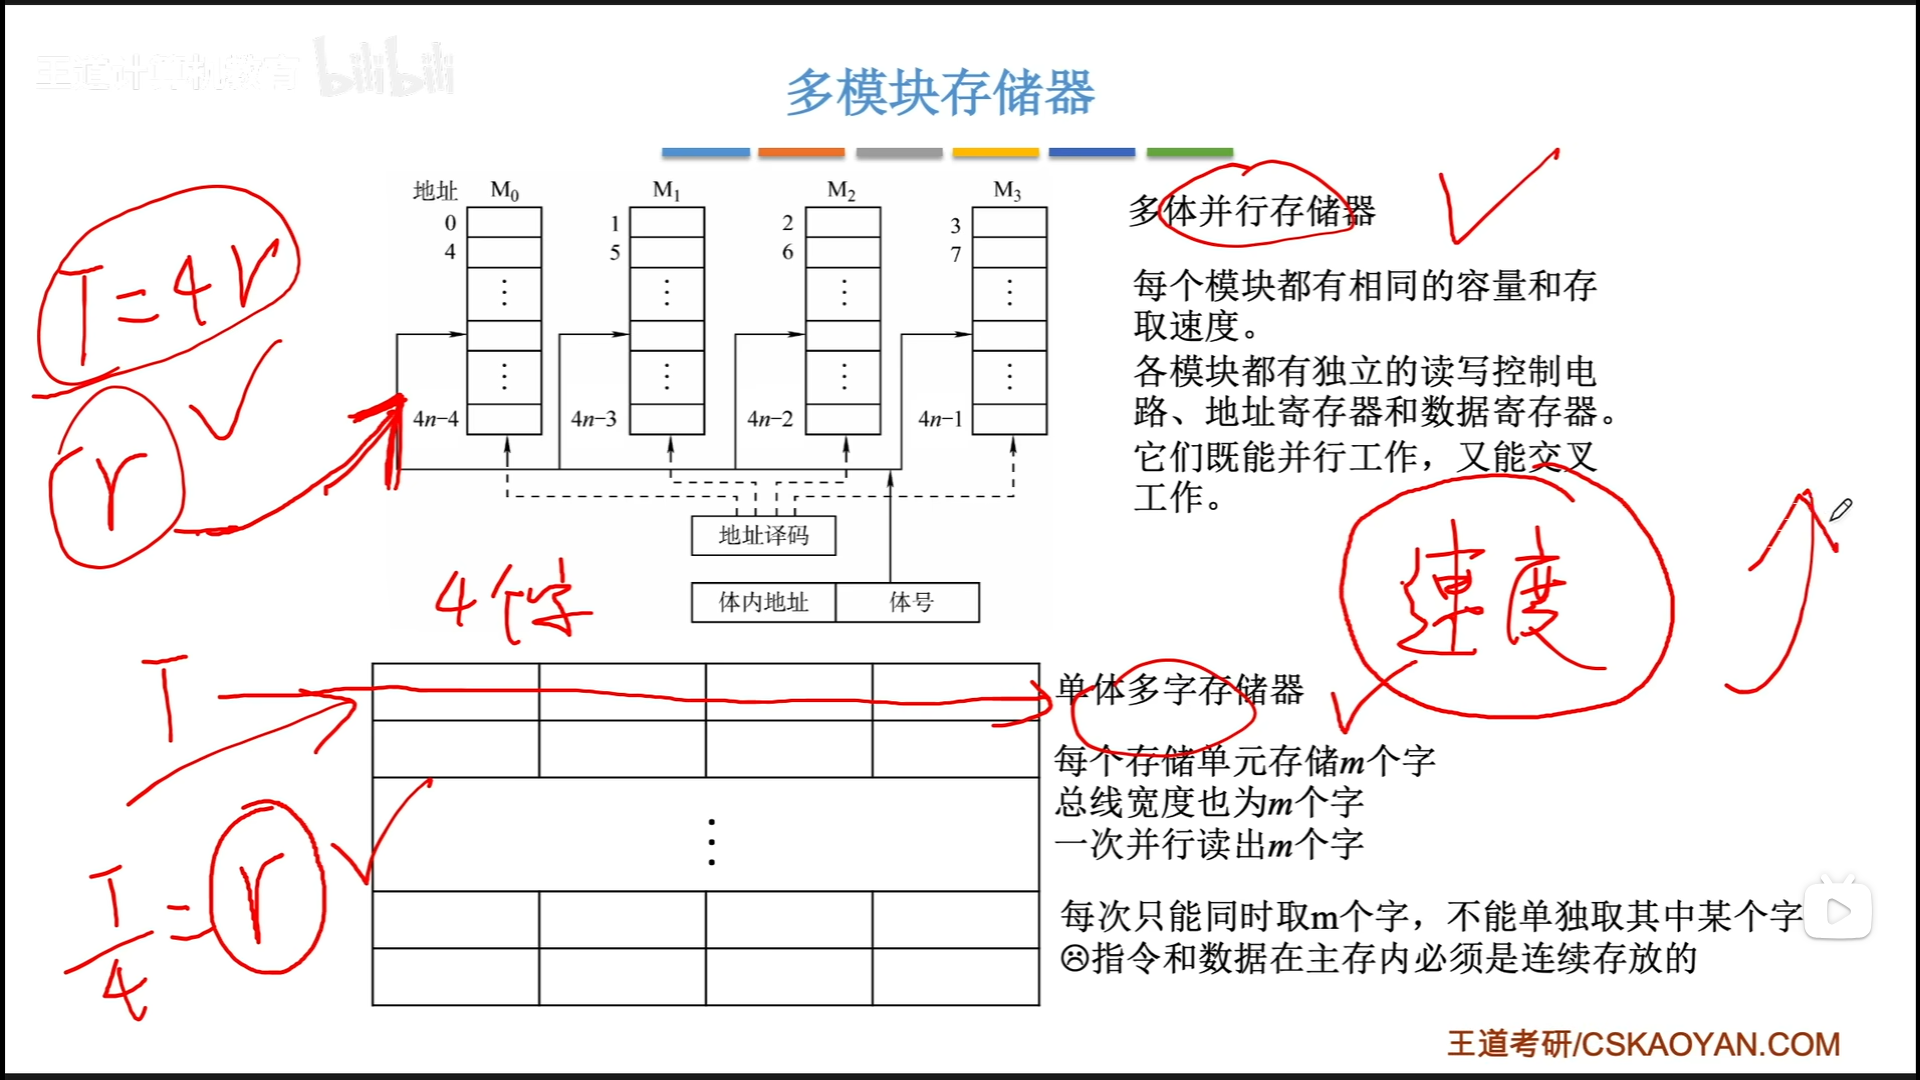 王道计算机教育 bilibili
多模块存储器
地址 M0 M1 M2 M3
0 1 2 3
4 5 6 7
4n-4 4n-3 4n-2 4n-1
地址译码
体内地址 体号
多体并行存储器
每个模块都有相同的容量和存
取速度。
各模块都有独立的读写控制电
路、地址寄存器和数据寄存器。
它们既能并行工作，又能交叉
工作。
T=4r
r
4个字
速度
T
T/4=r
单体多字存储器
每个存储单元存储m个字
总线宽度也为m个字
一次并行读出m个字
每次只能同时取m个字，不能单独取其中某个字
☹指令和数据在主存内必须是连续存放的
王道考研/CSKAOYAN.COM